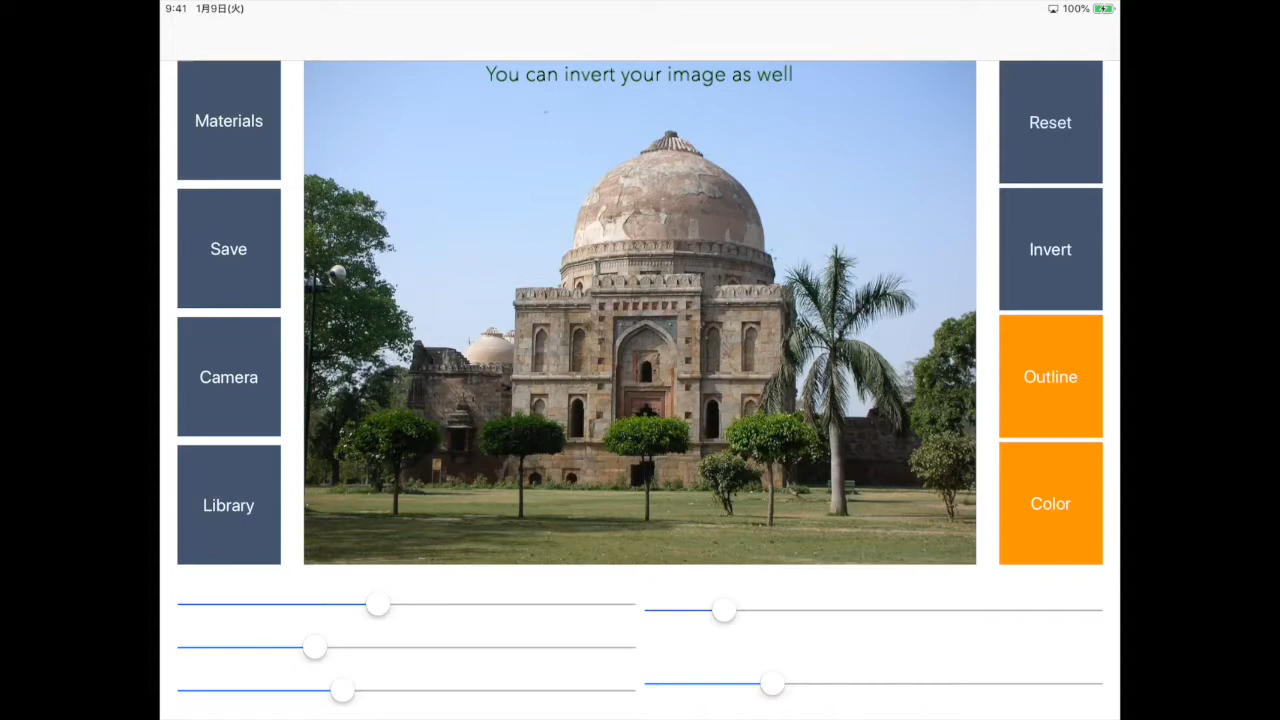 9:41 1月9日(火) 100%
You can invert your image as well
Materials
Save
Camera
Library
Reset
Invert
Outline
Color